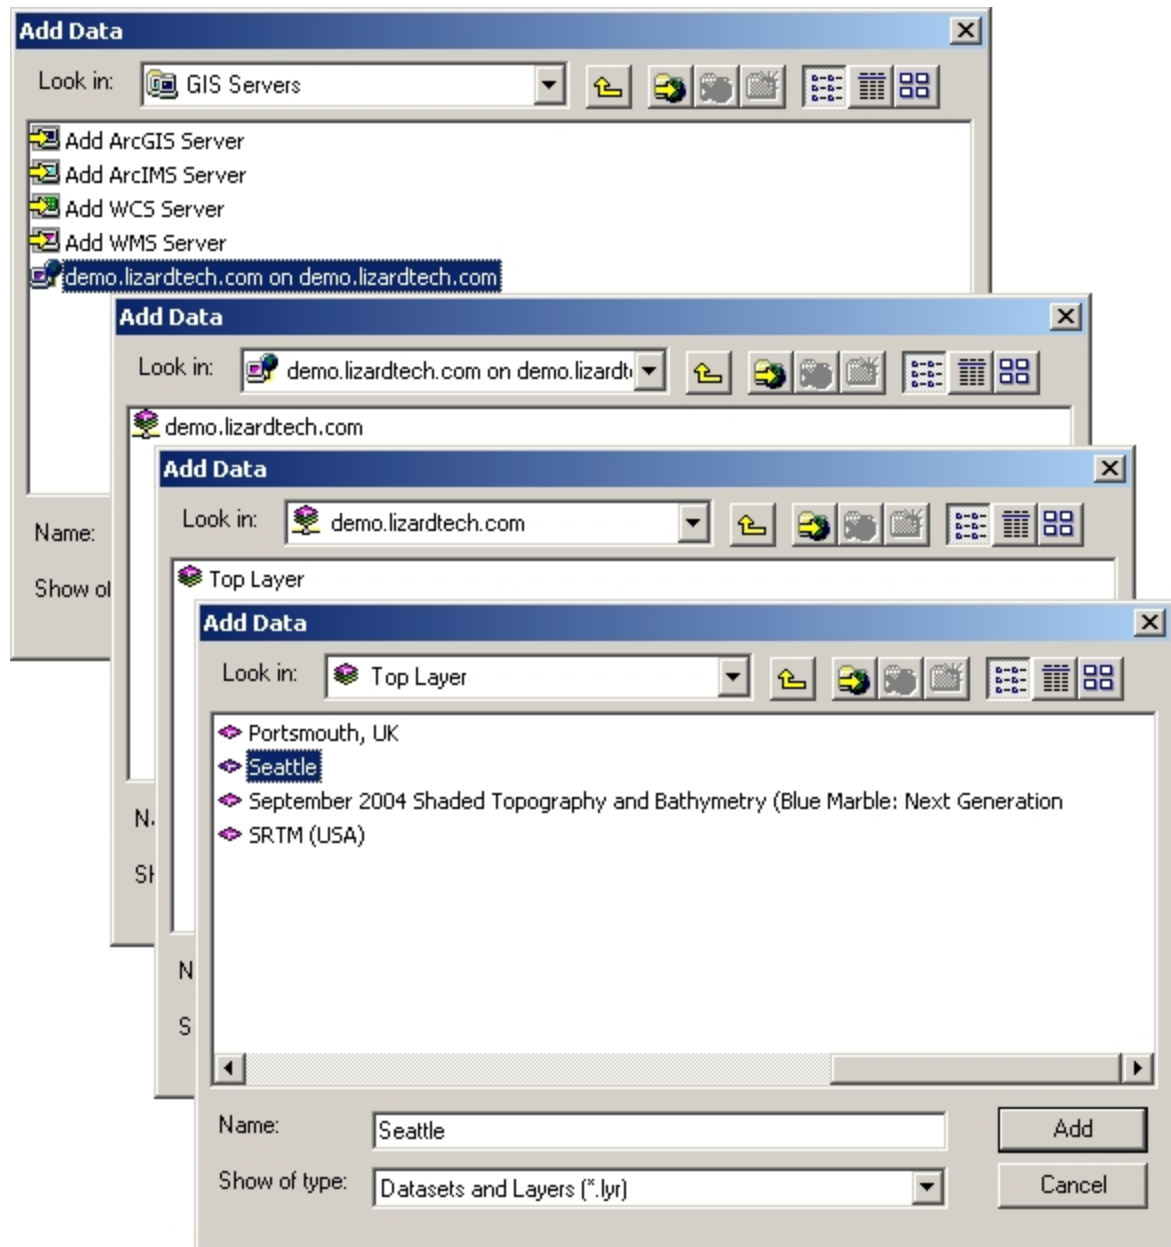 Add Data
Look in: GIS Servers
Add ArcGIS Server
Add ArcIMS Server
Add WCS Server
Add WMS Server
demo.lizardtech.com on demo.lizardtech.com
Name:
Show of
Add Data
Look in: demo.lizardtech.com on demo.lizardt
demo.lizardtech.com
N
SH
Add Data
Look in: demo.lizardtech.com
Top Layer
N
S
Add Data
Look in: Top Layer
Portsmouth, UK
Seattle
September 2004 Shaded Topography and Bathymetry (Blue Marble: Next Generation
SRTM (USA)
Name: Seattle
Add
Show of type: Datasets and Layers (*.lyr)
Cancel